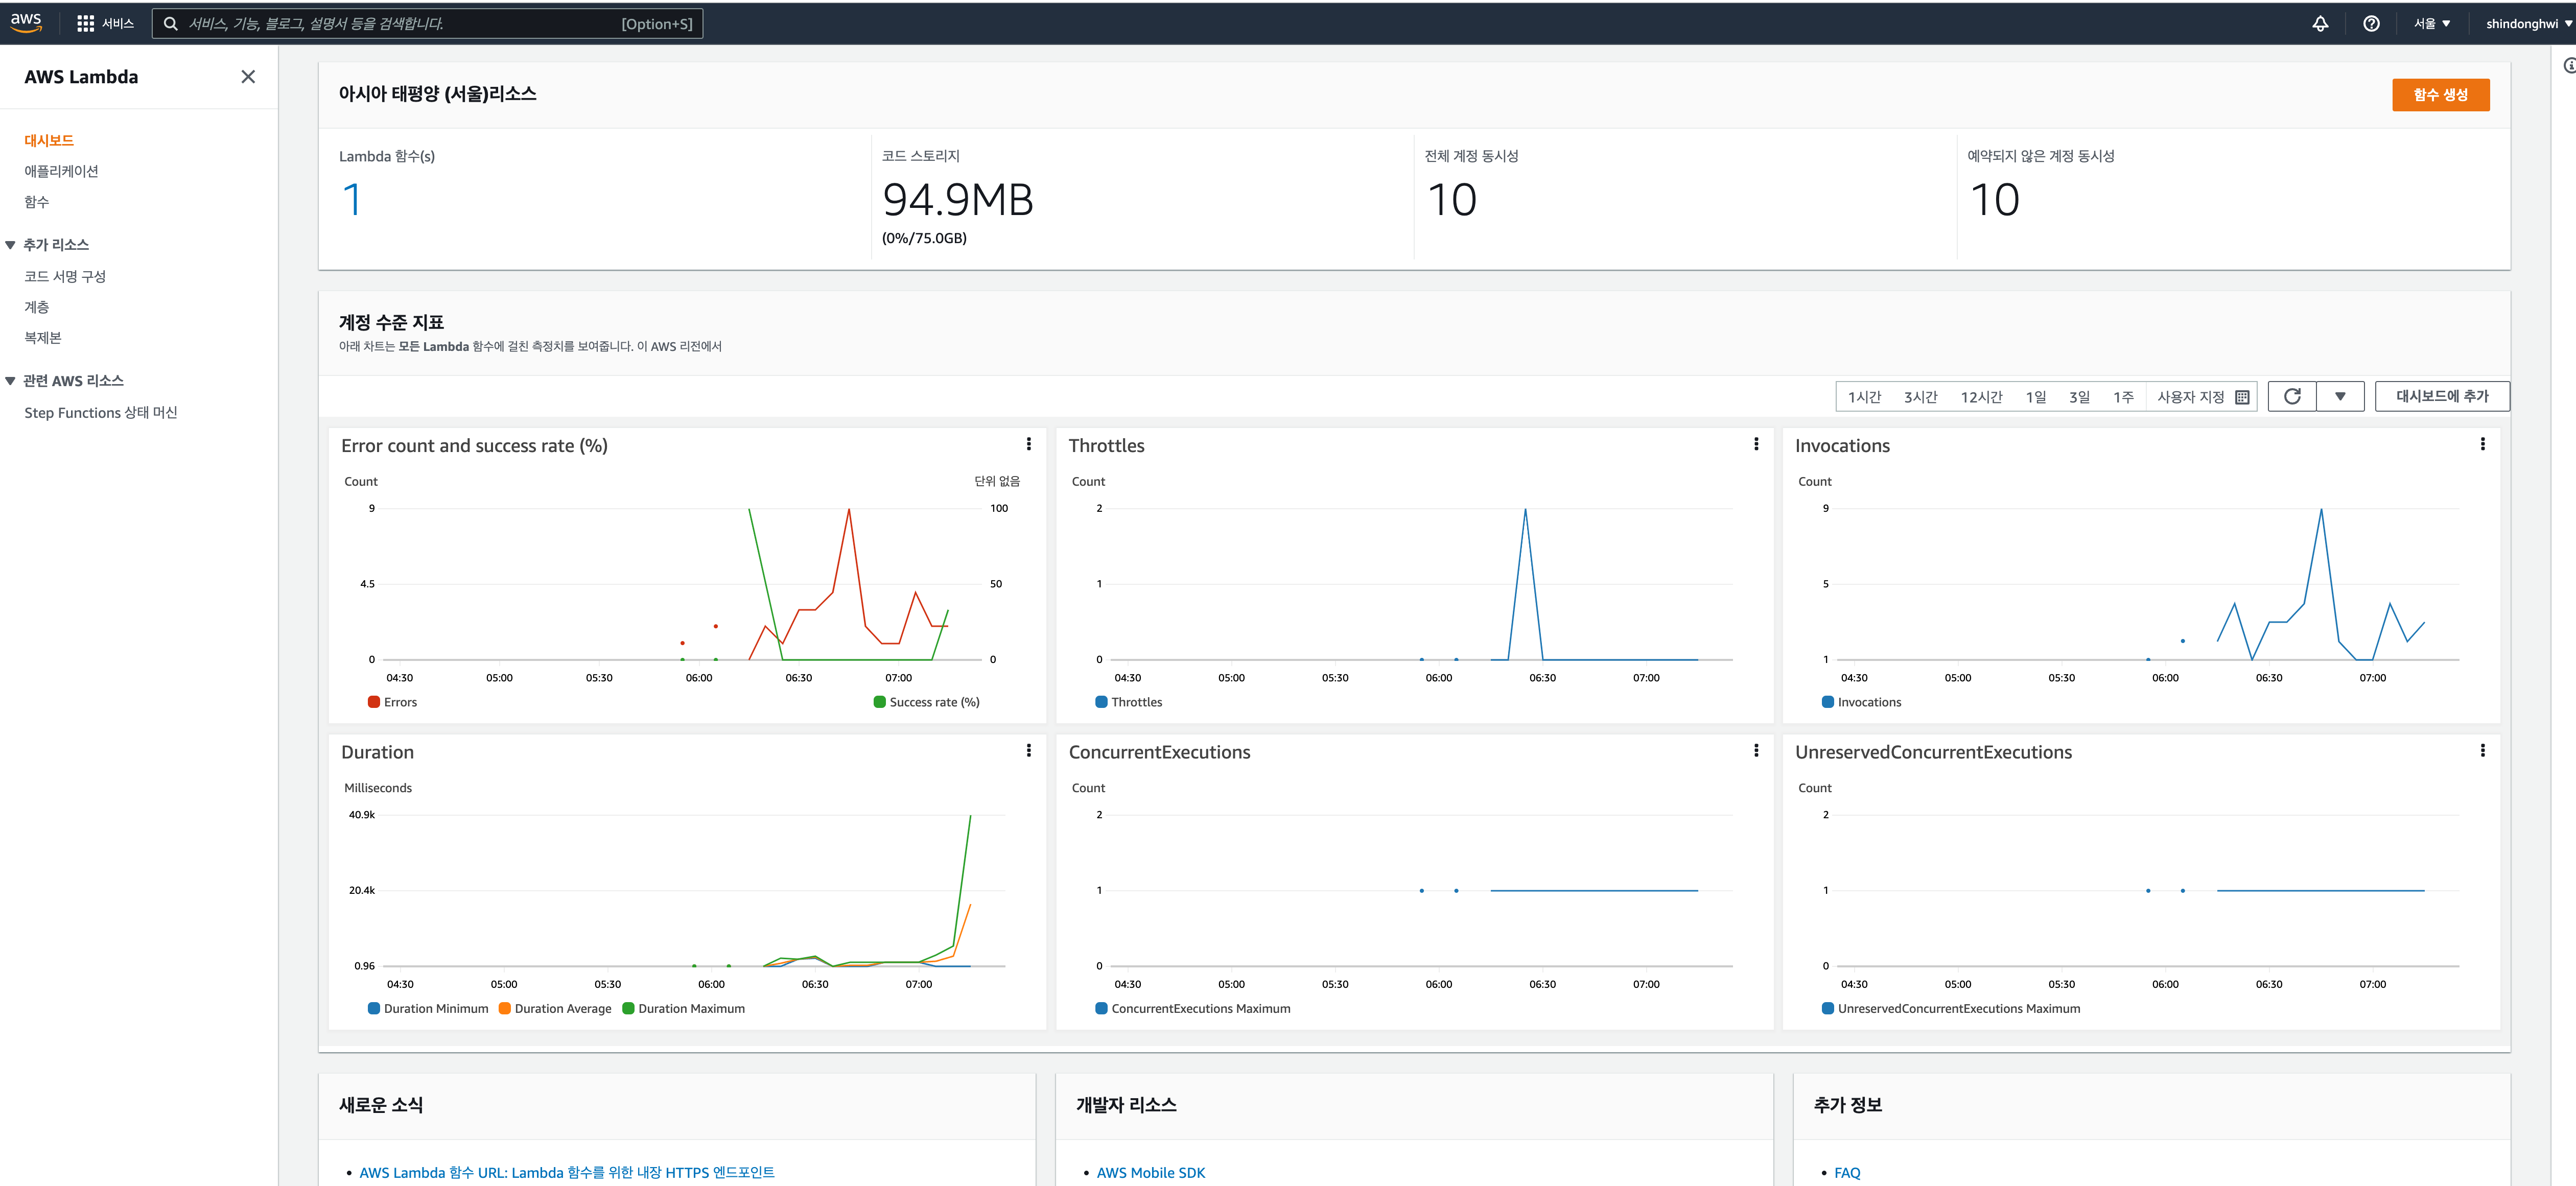 aws 서비스 서비스, 기능, 블로그, 설명서 등을 검색합니다. [Option+S] 서울 ▼ shindonghwi ▼
AWS Lambda
대시보드
애플리케이션
함수
▼ 추가 리소스
코드 서명 구성
계층
복제본
▼ 관련 AWS 리소스
Step Functions 상태 머신
아시아 태평양 (서울)리소스 함수 생성
Lambda 함수(s) 코드 스토리지 전체 계정 동시성 예약되지 않은 계정 동시성
1 94.9MB 10 10
(0%/75.0GB)
계정 수준 지표
아래 차트는 모든 Lambda 함수에 걸친 측정치를 보여줍니다. 이 AWS 리전에서
1시간 3시간 12시간 1일 3일 1주 사용자 지정 대시보드에 추가
Error count and success rate (%)
Count 단위 없음
9 100
4.5 50
0 0
04:30 05:00 05:30 06:00 06:30 07:00
Errors Success rate (%)
Throttles
Count
2
1
0
04:30 05:00 05:30 06:00 06:30 07:00
Throttles
Invocations
Count
9
5
1
04:30 05:00 05:30 06:00 06:30 07:00
Invocations
Duration
Milliseconds
40.9k
20.4k
0.96
04:30 05:00 05:30 06:00 06:30 07:00
Duration Minimum Duration Average Duration Maximum
ConcurrentExecutions
Count
2
1
0
04:30 05:00 05:30 06:00 06:30 07:00
ConcurrentExecutions Maximum
UnreservedConcurrentExecutions
Count
2
1
0
04:30 05:00 05:30 06:00 06:30 07:00
UnreservedConcurrentExecutions Maximum
새로운 소식
• AWS Lambda 함수 URL: Lambda 함수를 위한 내장 HTTPS 엔드포인트
개발자 리소스
• AWS Mobile SDK
추가 정보
• FAQ